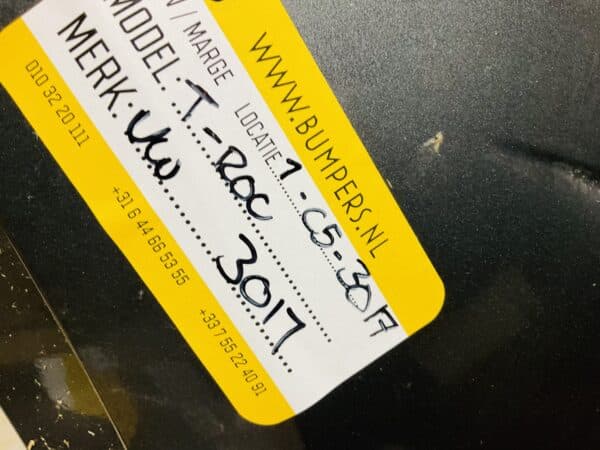 WWW.BUMPERS.NL
/ MARGE LOCATIE 1-C5-3017
MODEL: T-ROC
MERK: VW 3017
010 32 20 111 +31 6 44 66 53 55 +33 7 55 22 40 91